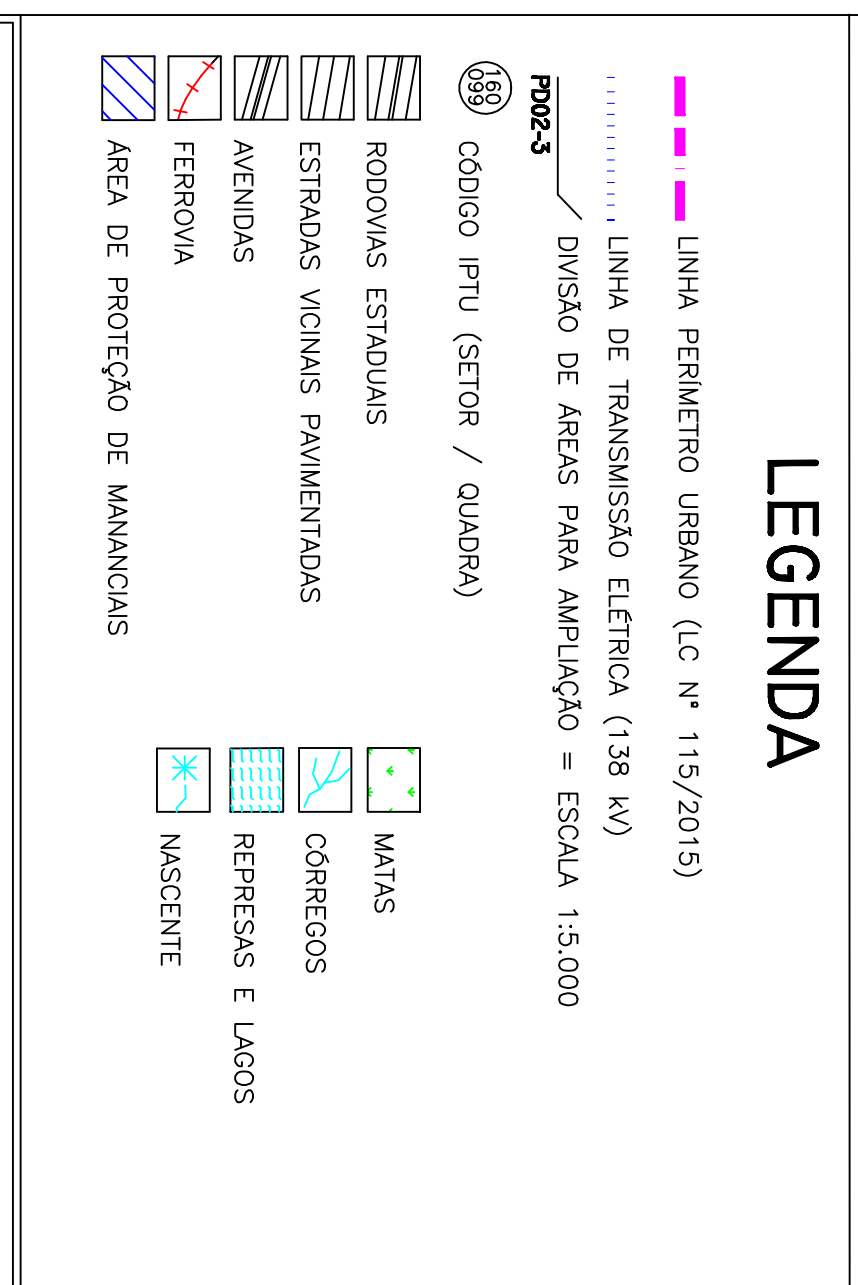 LEGENDA
LINHA PERÍMETRO URBANO (LC N° 115/2015)
LINHA DE TRANSMISSÃO ELÉTRICA (138 kV)
PD02-3
DIVISÃO DE ÁREAS PARA AMPLIAÇÃO = ESCALA 1:5.000
160
099
CÓDIGO IPTU (SETOR / QUADRA)
RODOVIAS ESTADUAIS
ESTRADAS VICINAIS PAVIMENTADAS
AVENIDAS
FERROVIA
ÁREA DE PROTEÇÃO DE MANANCIAIS
MATAS
CÓRREGOS
REPRESAS E LAGOS
NASCENTE